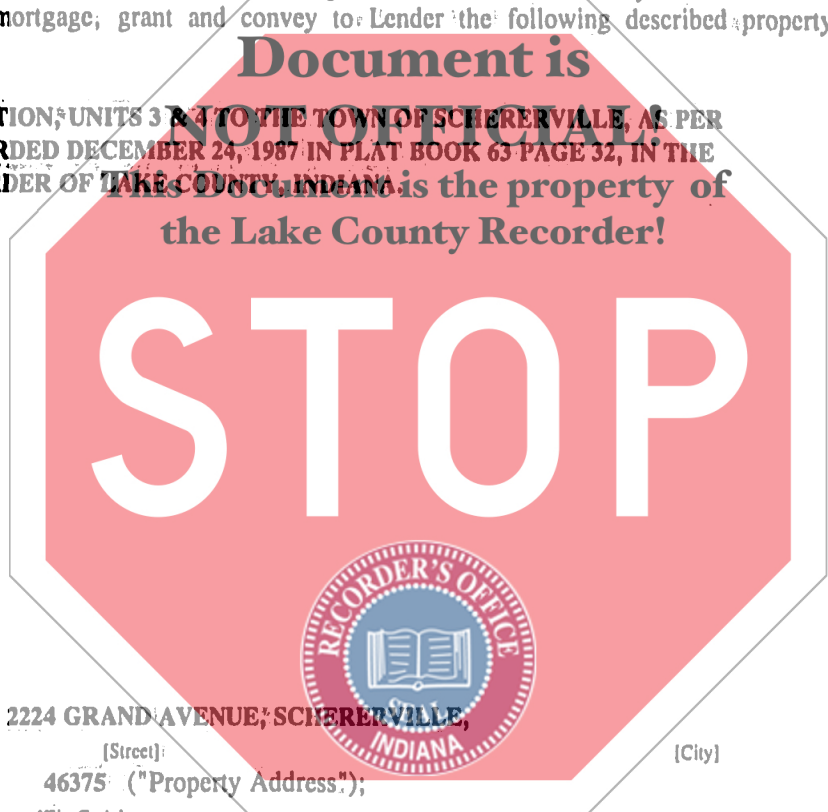 mortgage, grant and convey to Lender the following described property
Document is
TION, UNITS 3 & 4 TO THE TOWN OF SCHERERVILLE, AS PER
NOT OFFICIAL!
RDED DECEMBER 24, 1987 IN PLAT BOOK 63 PAGE 32, IN THE
DER OF LAKE COUNTY, INDIANA.
This Document is the property of
the Lake County Recorder!
STOP
RECORDER'S OFFICE
SEAL
INDIANA
2224 GRAND AVENUE, SCHERERVILLE,
[Street]
[City]
46375 ("Property Address");